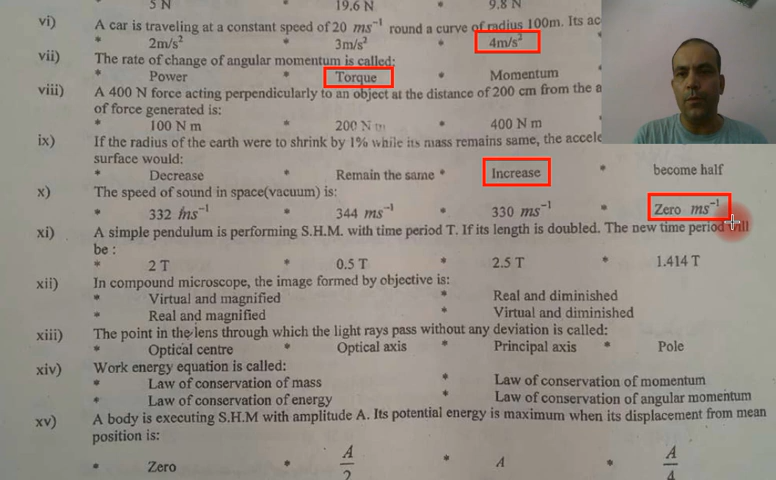 5 N 19.6 N 9.8 N
vi) A car is traveling at a constant speed of 20 ms⁻¹ round a curve of radius 100m. Its ac
* 2m/s² * 3m/s² * 4m/s²
vii) The rate of change of angular momentum is called:
* Power * Torque * Momentum
viii) A 400 N force acting perpendicularly to an object at the distance of 200 cm from the a
of force generated is:
* 100 N m * 200 N m * 400 N m
ix) If the radius of the earth were to shrink by 1% while its mass remains same, the accele
surface would:
* Decrease * Remain the same * Increase * become half
x) The speed of sound in space(vacuum) is:
* 332 ms⁻¹ * 344 ms⁻¹ * 330 ms⁻¹ * Zero ms⁻¹
xi) A simple pendulum is performing S.H.M. with time period T. If its length is doubled. The new time period will
be :
* 2 T * 0.5 T * 2.5 T * 1.414 T
xii) In compound microscope, the image formed by objective is:
* Virtual and magnified * Real and diminished
* Real and magnified * Virtual and diminished
xiii) The point in the lens through which the light rays pass without any deviation is called:
* Optical centre * Optical axis * Principal axis * Pole
xiv) Work energy equation is called:
* Law of conservation of mass * Law of conservation of momentum
* Law of conservation of energy * Law of conservation of angular momentum
xv) A body is executing S.H.M with amplitude A. Its potential energy is maximum when its displacement from mean
position is:
* Zero * A/2 * A * A/4